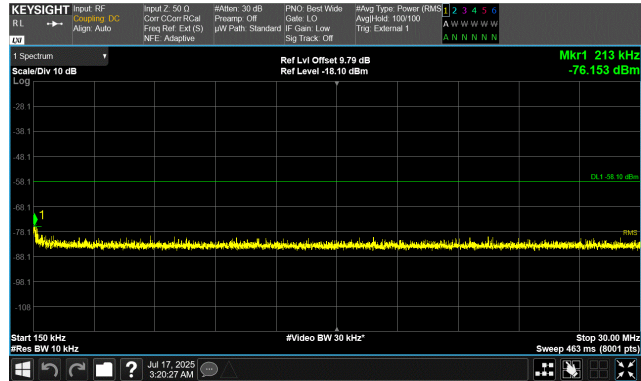 KEYSIGHT
R L
LXI
Input: RF
Coupling: DC
Align: Auto
Input Z: 50 Ω
Corr CCorr RCal
Freq Ref: Ext (S)
NFE: Adaptive
#Atten: 30 dB
Preamp: Off
µW Path: Standard
PNO: Best Wide
Gate: LO
IF Gain: Low
Sig Track: Off
#Avg Type: Power (RMS
Avg|Hold: 100/100
Trig: External 1
1 2 3 4 5 6
A W W W W W
A N N N N N
1 Spectrum
Scale/Div 10 dB
Ref Lvl Offset 9.79 dB
Ref Level -18.10 dBm
Mkr1 213 kHz
-76.153 dBm
Log
-28.1
-38.1
-48.1
-58.1
DL1 -58.10 dBm
-68.1
1
-78.1
RMS
-88.1
-98.1
-108
Start 150 kHz
#Video BW 30 kHz*
Stop 30.00 MHz
#Res BW 10 kHz
Sweep 463 ms (8001 pts)
?
Jul 17, 2025
3:20:27 AM